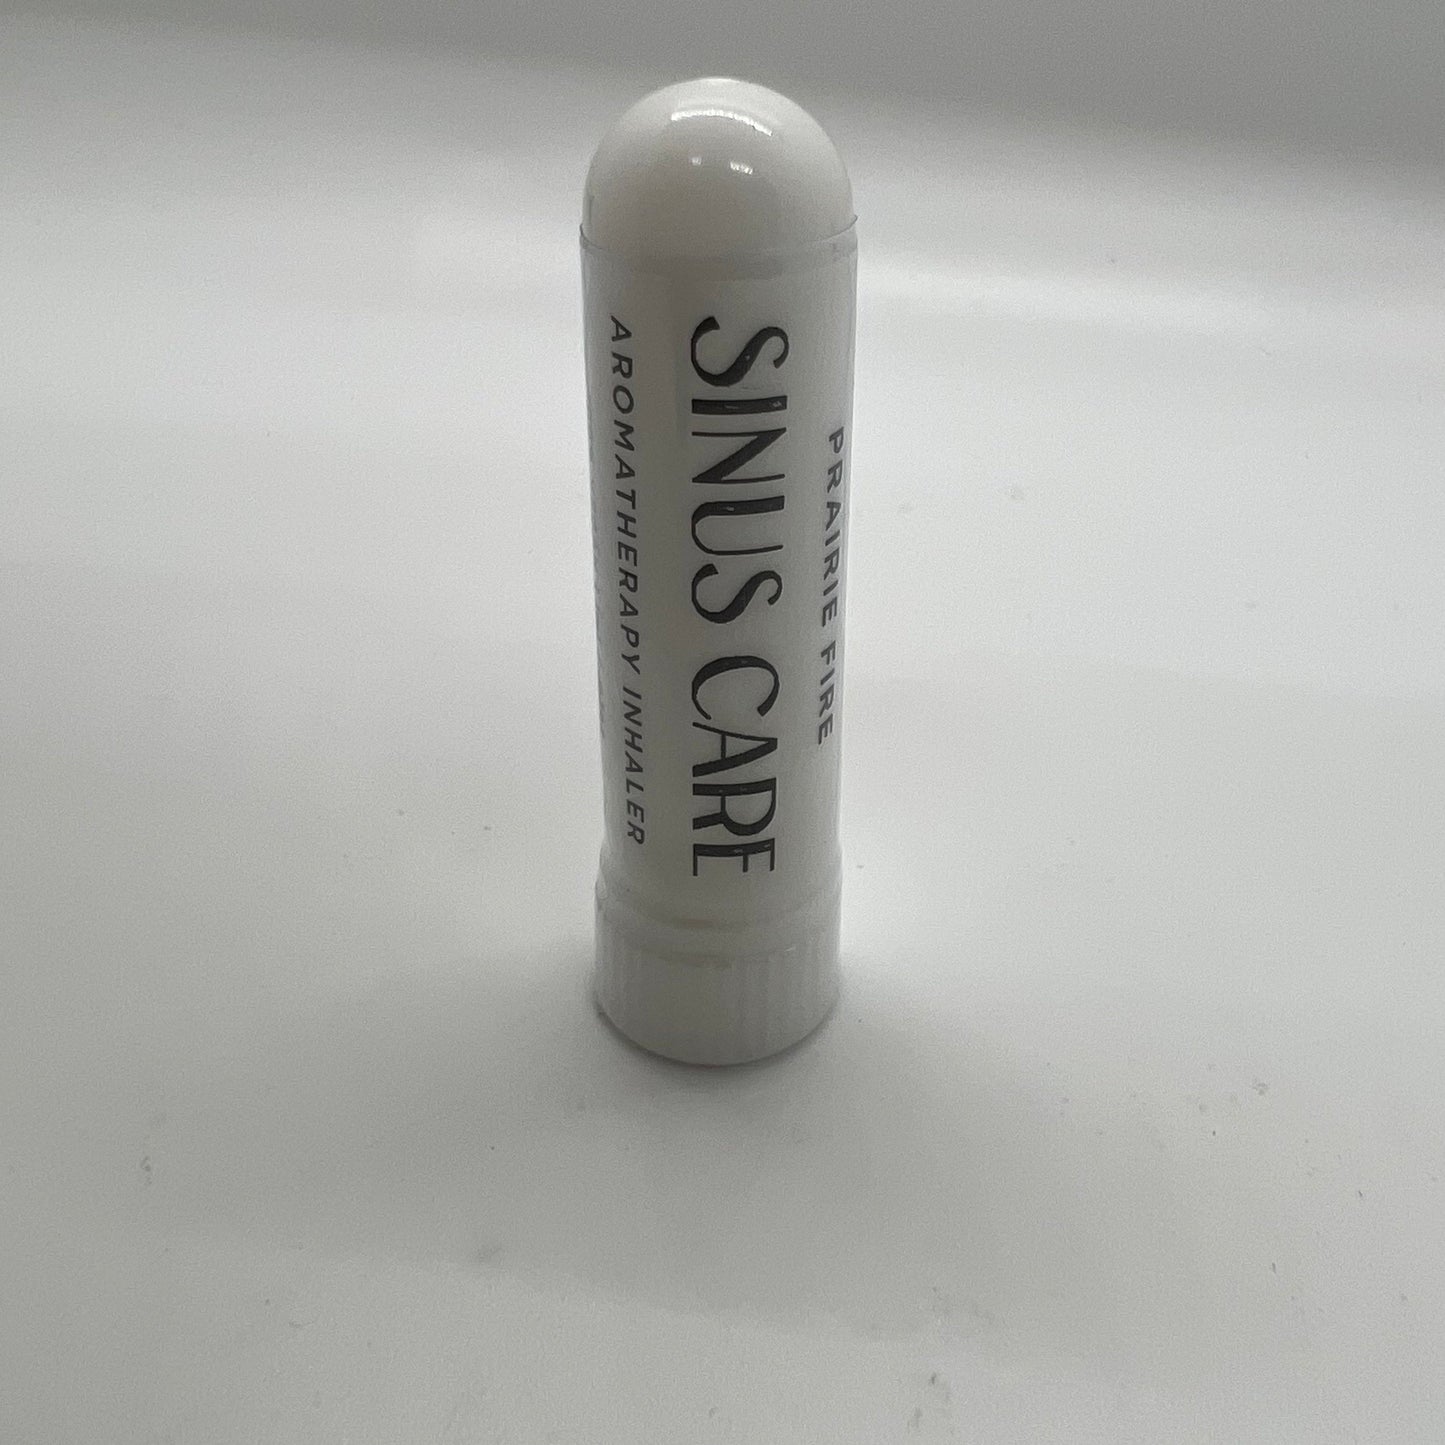 PRAIRIE FIRE
SINUS CARE
AROMATHERAPY INHALER